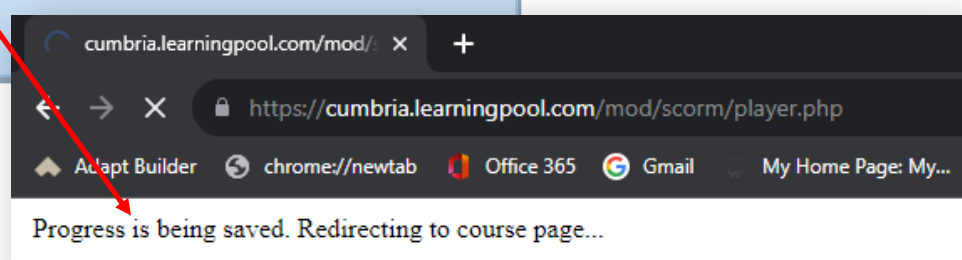 cumbria.learningpool.com/mod/s
https://cumbria.learningpool.com/mod/scorm/player.php
Adapt Builder chrome://newtab Office 365 Gmail My Home Page: My...
Progress is being saved. Redirecting to course page...